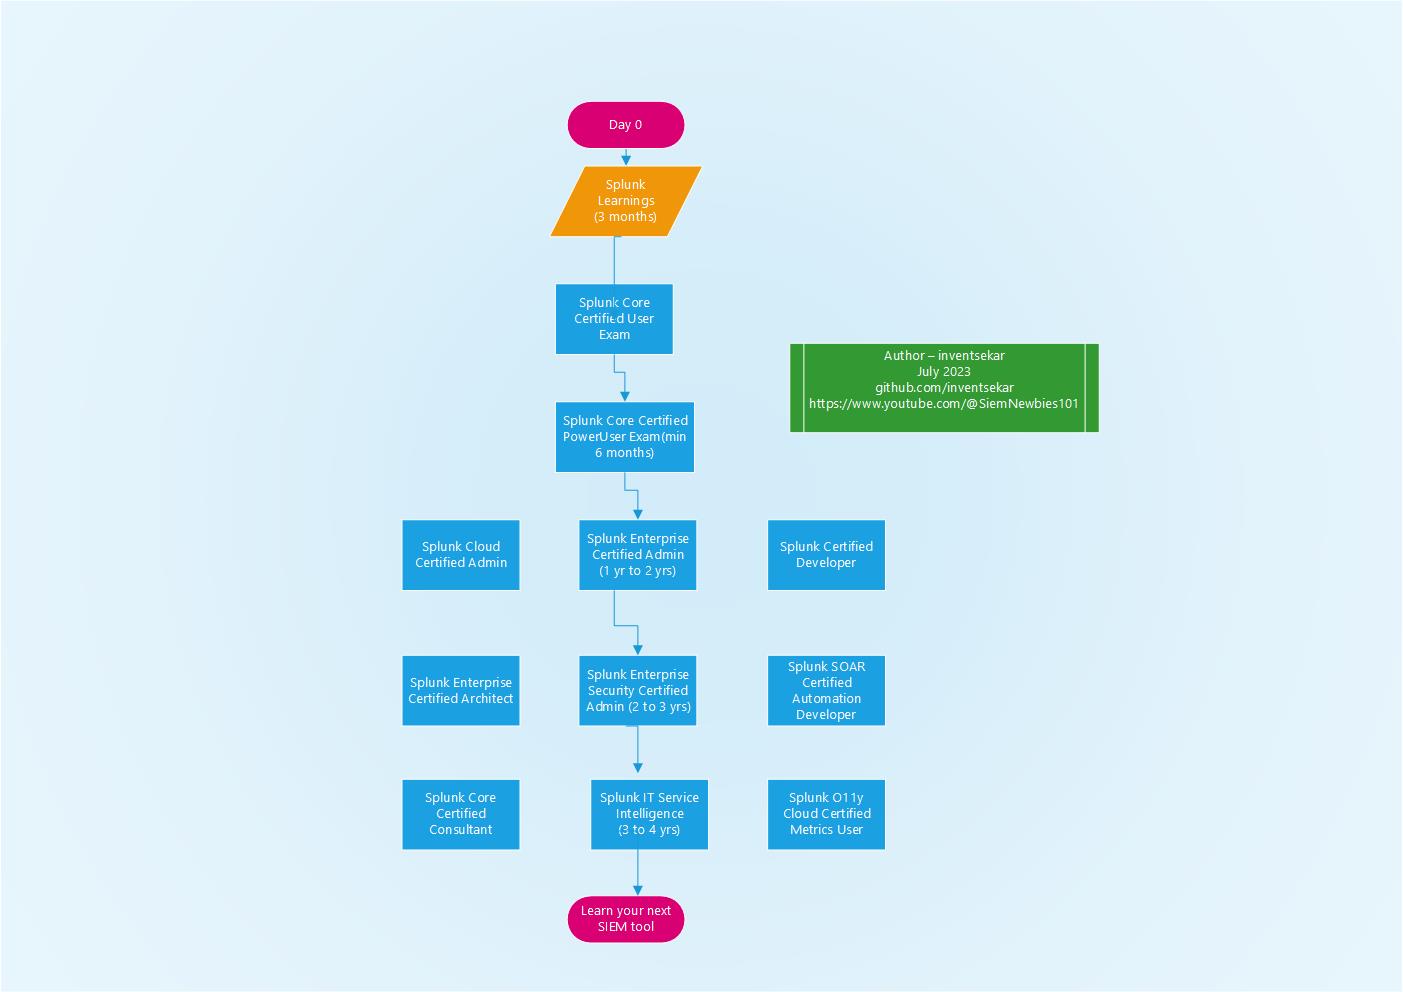 Day 0
Splunk
Learnings
(3 months)
Splunk Core
Certified User
Exam
Author – inventsekar
July 2023
github.com/inventsekar
https://www.youtube.com/@SiemNewbies101
Splunk Core Certified
PowerUser Exam(min
6 months)
Splunk Cloud
Certified Admin
Splunk Enterprise
Certified Admin
(1 yr to 2 yrs)
Splunk Certified
Developer
Splunk Enterprise
Certified Architect
Splunk Enterprise
Security Certified
Admin (2 to 3 yrs)
Splunk SOAR
Certified
Automation
Developer
Splunk Core
Certified
Consultant
Splunk IT Service
Intelligence
(3 to 4 yrs)
Splunk O11y
Cloud Certified
Metrics User
Learn your next
SIEM tool